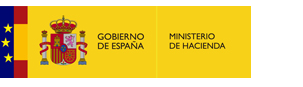 GOBIERNO
DE ESPAÑA
MINISTERIO
DE HACIENDA